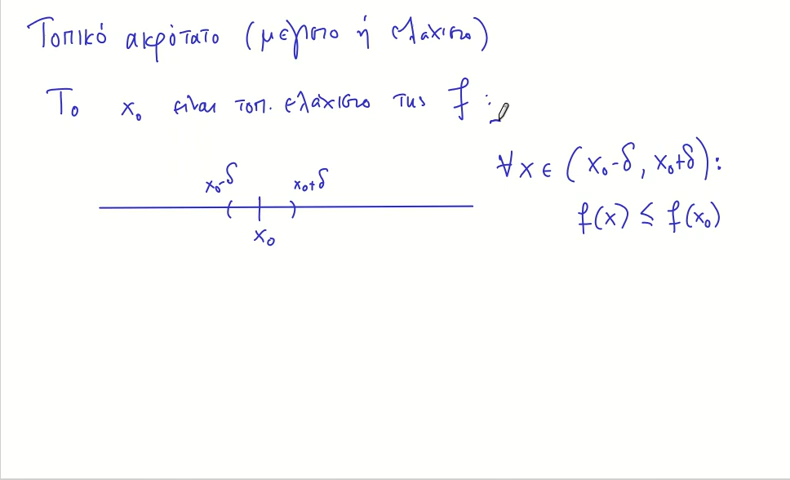 Τοπικό ακρότατο (μέγιστο ή ελάχιστο)
Το x₀ είναι τοπ. ελάχιστο της f :
∀x ∈ (x₀-δ, x₀+δ):
f(x) ≤ f(x₀)
x₀-δ x₀+δ
x₀